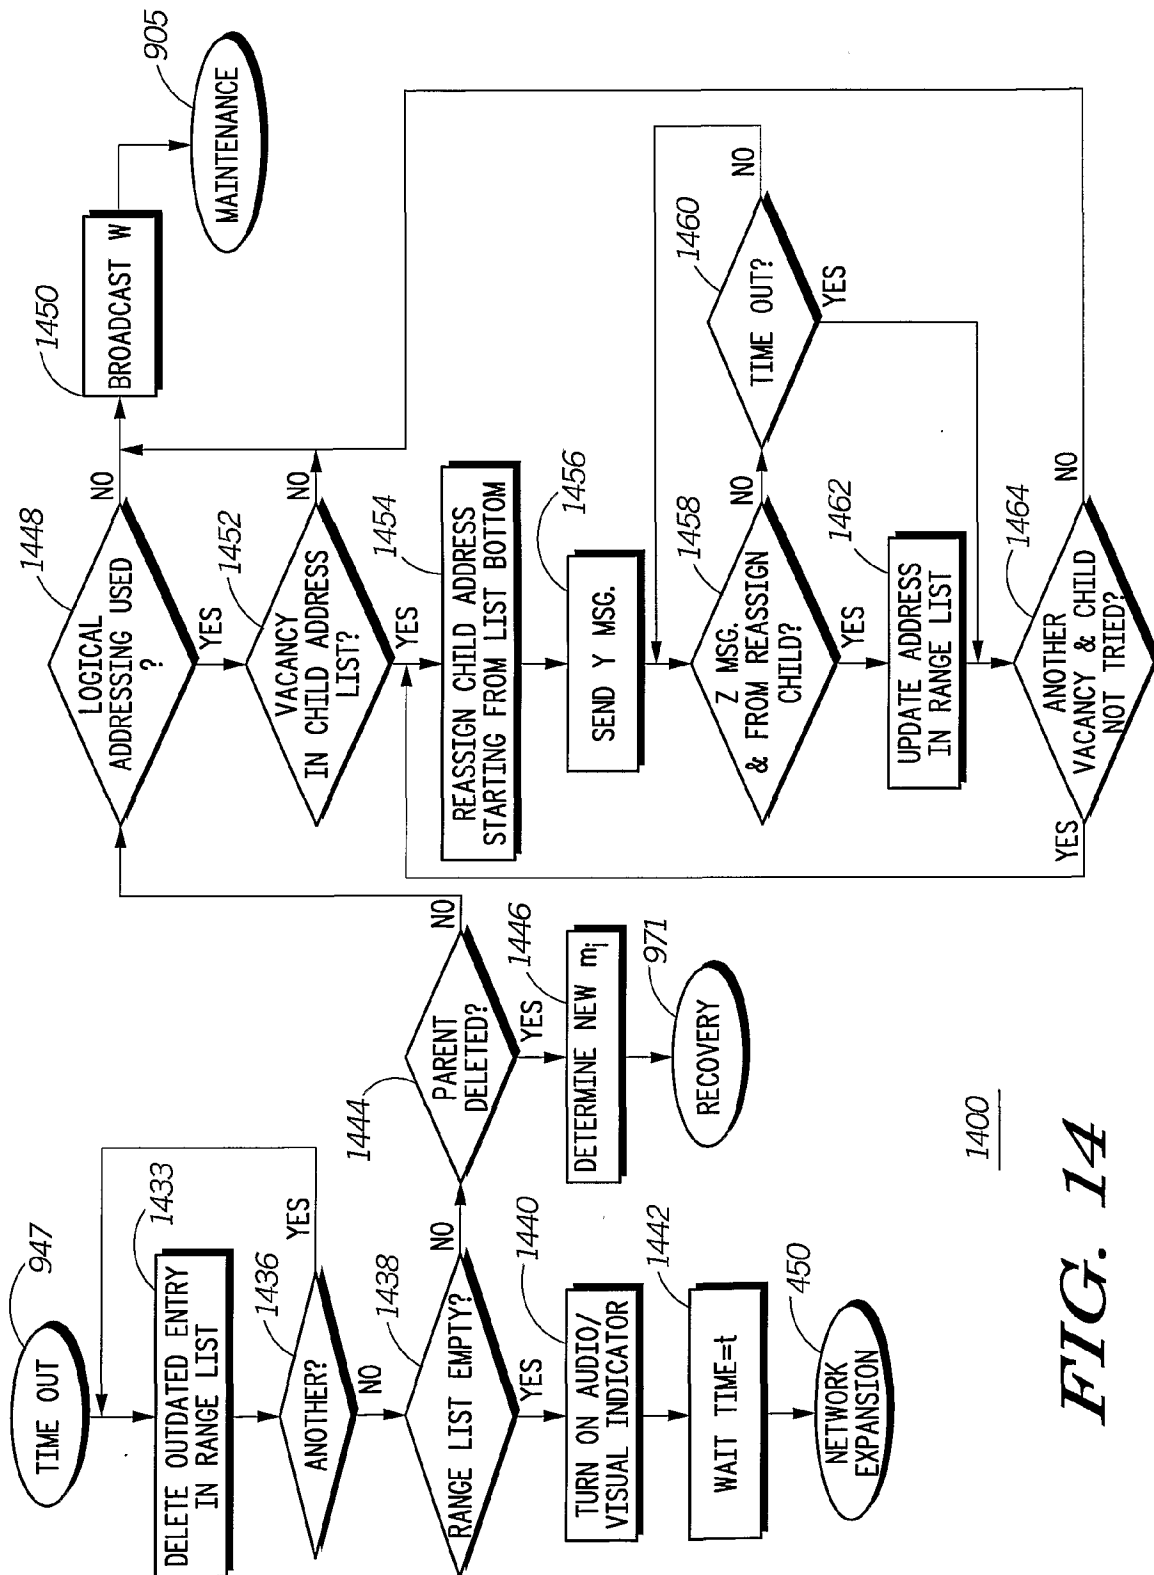 947
TIME OUT
1433
DELETE OUTDATED ENTRY
IN RANGE LIST
1436
ANOTHER?
YES
NO
1438
RANGE LIST EMPTY?
NO
YES
1440
TURN ON AUDIO/
VISUAL INDICATOR
1442
WAIT TIME=t
450
NETWORK
EXPANSION
1444
PARENT
DELETED?
NO
YES
1446
DETERMINE NEW mj
971
RECOVERY
1448
LOGICAL
ADDRESSING USED
?
NO
YES
1450
BROADCAST W
905
MAINTENANCE
1452
VACANCY
IN CHILD ADDRESS
LIST?
NO
YES
1454
REASSIGN CHILD ADDRESS
STARTING FROM LIST BOTTOM
1456
SEND Y MSG.
1458
Z MSG.
& FROM REASSIGN
CHILD?
NO
YES
1460
TIME OUT?
NO
YES
1462
UPDATE ADDRESS
IN RANGE LIST
1464
ANOTHER
VACANCY & CHILD
NOT TRIED?
YES
NO
1400
FIG. 14